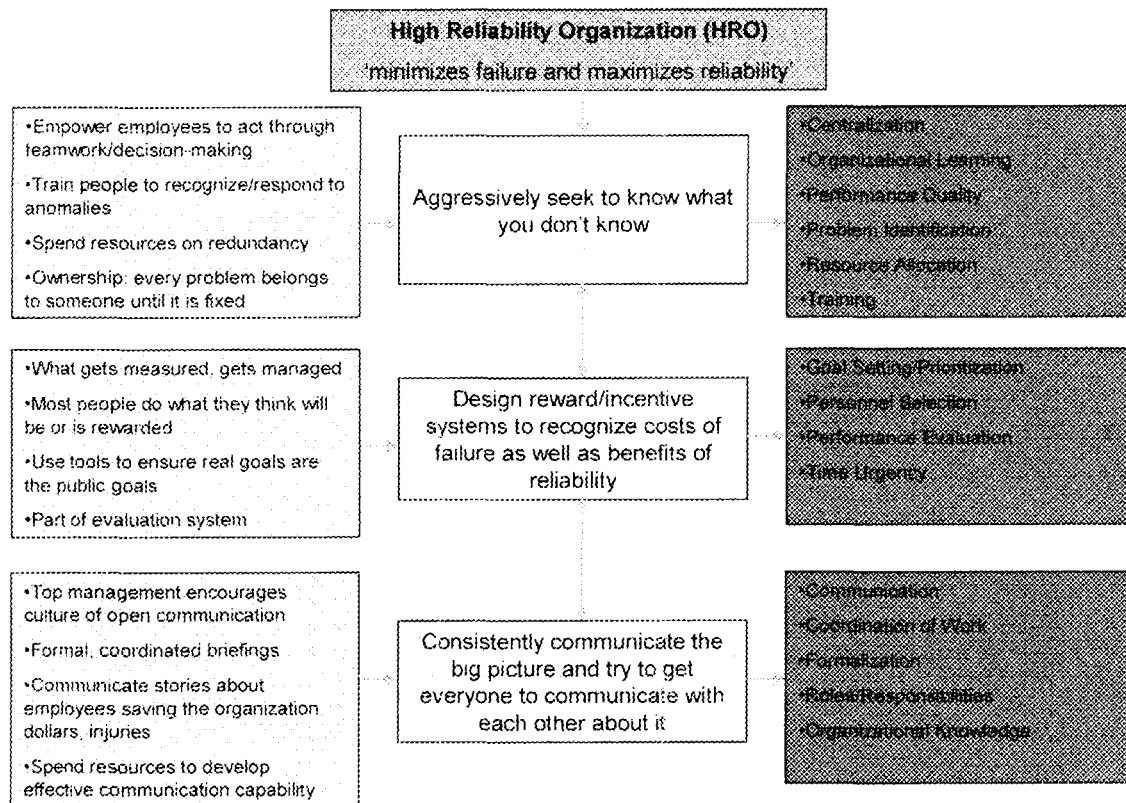 High Reliability Organization (HRO)
'minimizes failure and maximizes reliability'
•Empower employees to act through
teamwork/decision-making
•Train people to recognize/respond to
anomalies
•Spend resources on redundancy
•Ownership: every problem belongs
to someone until it is fixed
Aggressively seek to know what
you don't know
•Centralization
•Organizational Learning
•Performance Quality
•Problem Identification
•Resource Allocation
•Training
•What gets measured, gets managed
•Most people do what they think will
be or is rewarded
•Use tools to ensure real goals are
the public goals
•Part of evaluation system
Design reward/incentive
systems to recognize costs of
failure as well as benefits of
reliability
•Goal Setting/Prioritization
•Personnel Selection
•Performance Evaluation
•Time Urgency
•Top management encourages
culture of open communication
•Formal, coordinated briefings
•Communicate stories about
employees saving the organization
dollars, injuries
•Spend resources to develop
effective communication capability
Consistently communicate the
big picture and try to get
everyone to communicate with
each other about it
•Communication
•Coordination of Work
•Formalization
•Roles/Responsibilities
•Organizational Knowledge